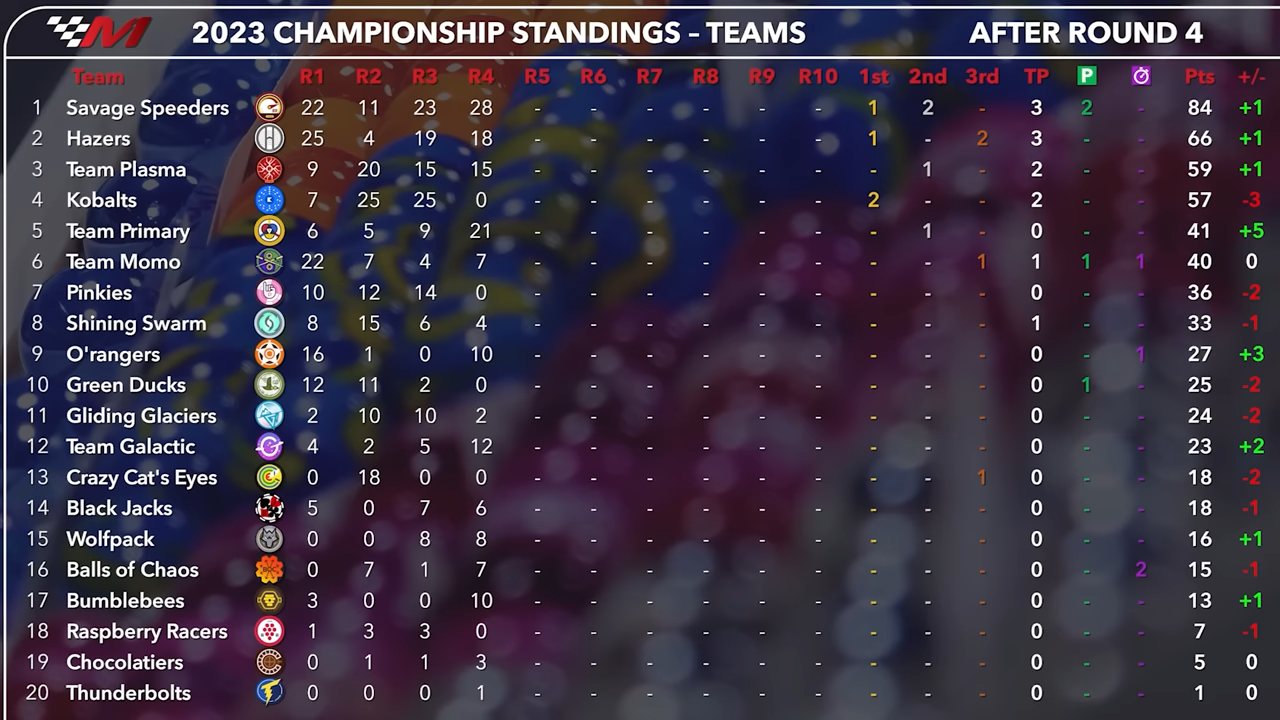 M1 2023 CHAMPIONSHIP STANDINGS – TEAMS AFTER ROUND 4
Team R1 R2 R3 R4 R5 R6 R7 R8 R9 R10 1st 2nd 3rd TP P Pts +/-
1 Savage Speeders 22 11 23 28 - - - - - - 1 2 - 3 2 - 84 +1
2 Hazers 25 4 19 18 - - - - - - 1 - 2 3 - - 66 +1
3 Team Plasma 9 20 15 15 - - - - - - - 1 - 2 - - 59 +1
4 Kobalts 7 25 25 0 - - - - - - 2 - - 2 - - 57 -3
5 Team Primary 6 5 9 21 - - - - - - - 1 - 0 - - 41 +5
6 Team Momo 22 7 4 7 - - - - - - - - 1 1 1 1 40 0
7 Pinkies 10 12 14 0 - - - - - - - - - 0 - - 36 -2
8 Shining Swarm 8 15 6 4 - - - - - - - - - 1 - - 33 -1
9 O'rangers 16 1 0 10 - - - - - - - - - 0 - 1 27 +3
10 Green Ducks 12 11 2 0 - - - - - - - - - 0 1 - 25 -2
11 Gliding Glaciers 2 10 10 2 - - - - - - - - - 0 - - 24 -2
12 Team Galactic 4 2 5 12 - - - - - - - - - 0 - - 23 +2
13 Crazy Cat's Eyes 0 18 0 0 - - - - - - - - 1 0 - - 18 -2
14 Black Jacks 5 0 7 6 - - - - - - - - - 0 - - 18 -1
15 Wolfpack 0 0 8 8 - - - - - - - - - 0 - - 16 +1
16 Balls of Chaos 0 7 1 7 - - - - - - - - - 0 - 2 15 -1
17 Bumblebees 3 0 0 10 - - - - - - - - - 0 - - 13 +1
18 Raspberry Racers 1 3 3 0 - - - - - - - - - 0 - - 7 -1
19 Chocolatiers 0 1 1 3 - - - - - - - - - 0 - - 5 0
20 Thunderbolts 0 0 0 1 - - - - - - - - - 0 - - 1 0